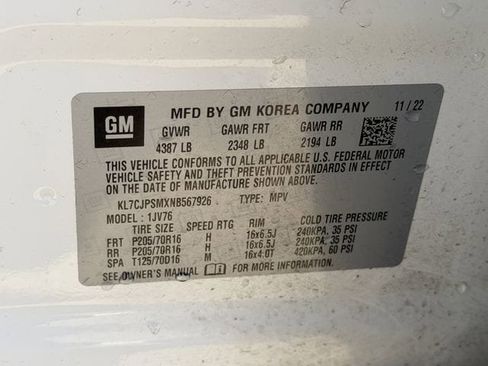 GM
MFD BY GM KOREA COMPANY 11/22
GVWR GAWR FRT GAWR RR
4387 LB 2348 LB 2194 LB
THIS VEHICLE CONFORMS TO ALL APPLICABLE U.S. FEDERAL MOTOR
VEHICLE SAFETY AND THEFT PREVENTION STANDARDS IN EFFECT
ON THE DATE OF MANUFACTURE SHOWN ABOVE.
KL7CJPSMXNB567926 TYPE: MPV
MODEL: 1JV76
TIRE SIZE SPEED RTG RIM COLD TIRE PRESSURE
FRT P205/70R16 H 16x6.5J 240KPA, 35 PSI
RR P205/70R16 H 16x6.5J 240KPA, 35 PSI
SPA T125/70D16 M 16x4.0T 420KPA, 60 PSI
SEE OWNER'S MANUAL FOR MORE INFORMATION.